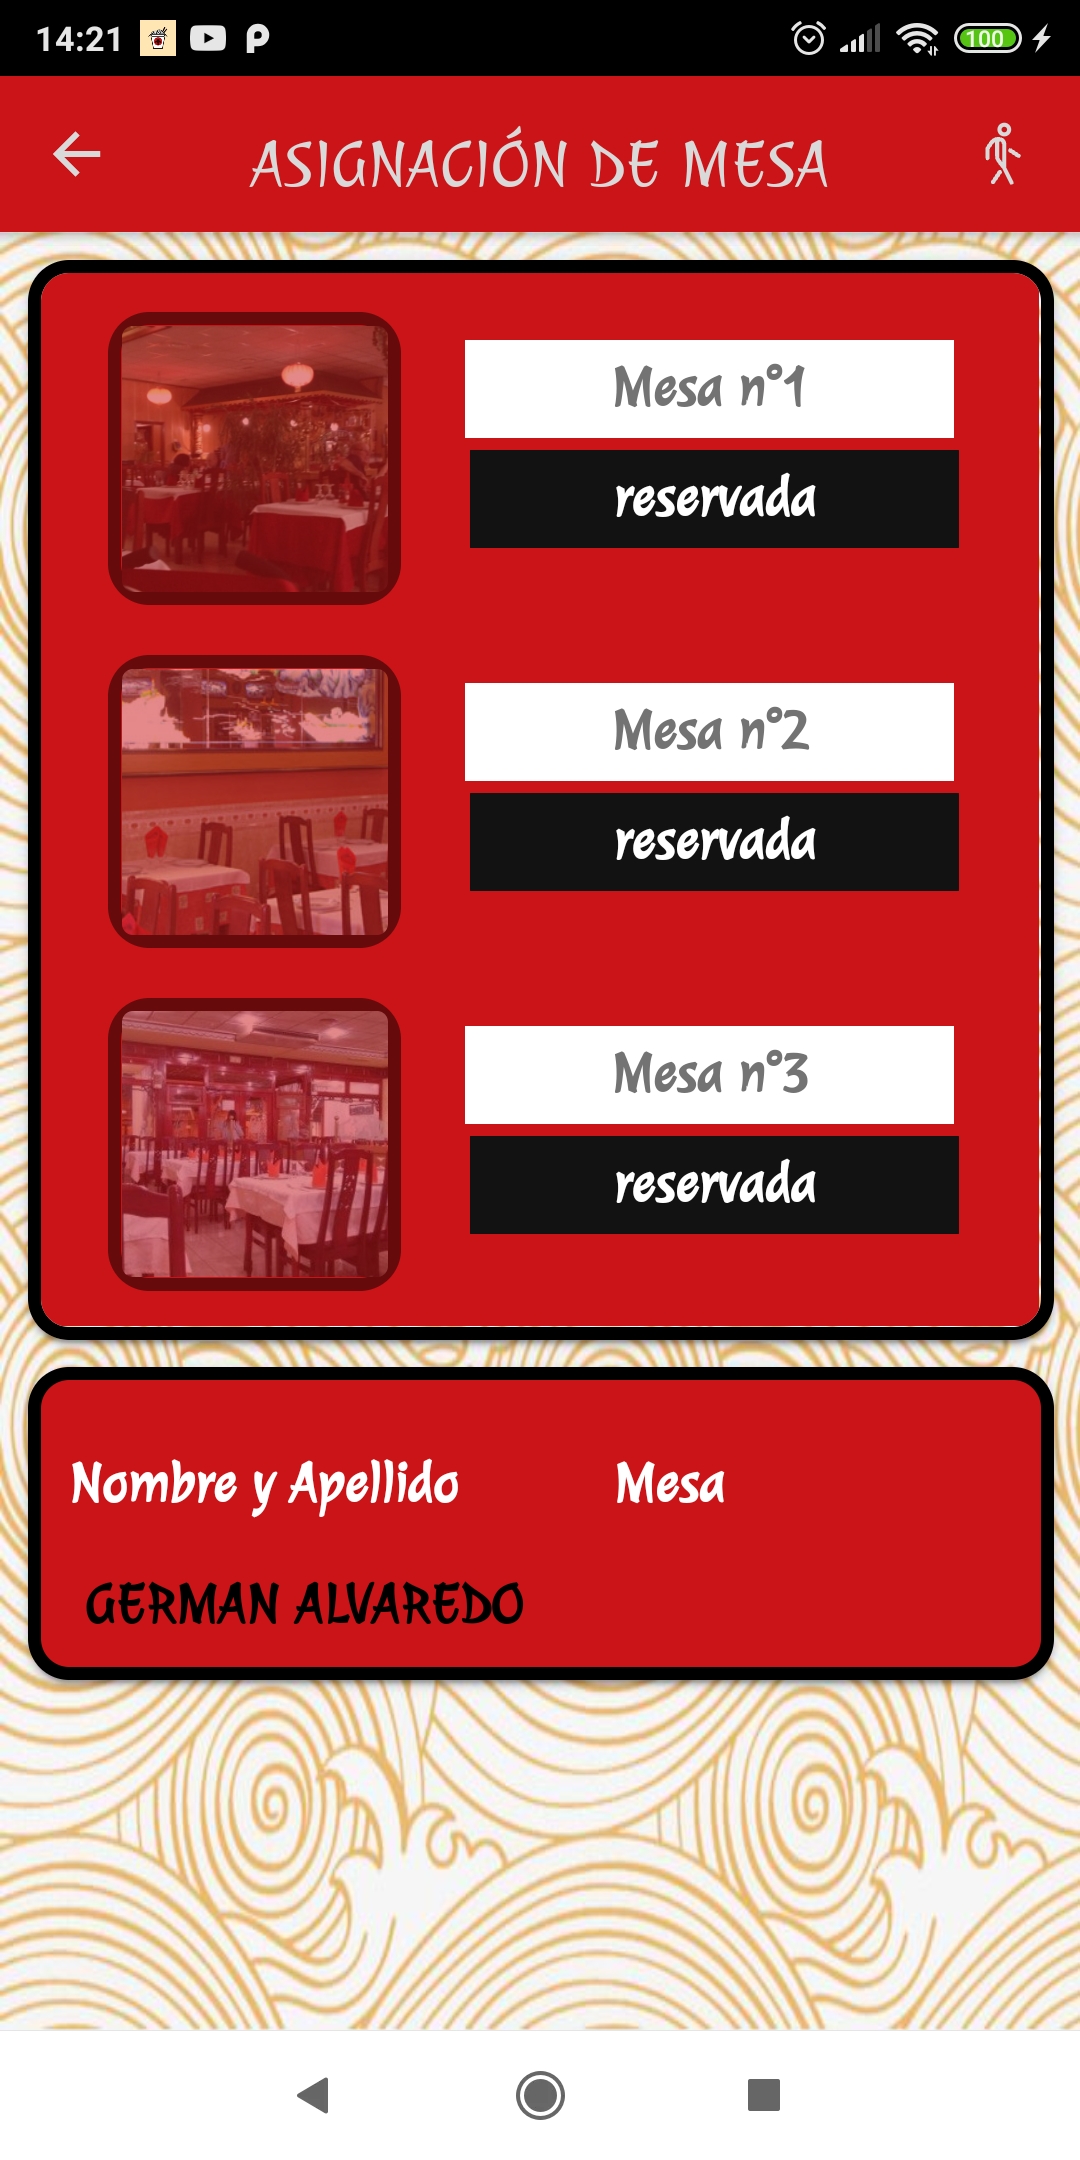 14:21
100
ASIGNACIÓN DE MESA
Mesa n°1
reservada
Mesa n°2
reservada
Mesa n°3
reservada
Nombre y Apellido Mesa
GERMAN ALVAREDO